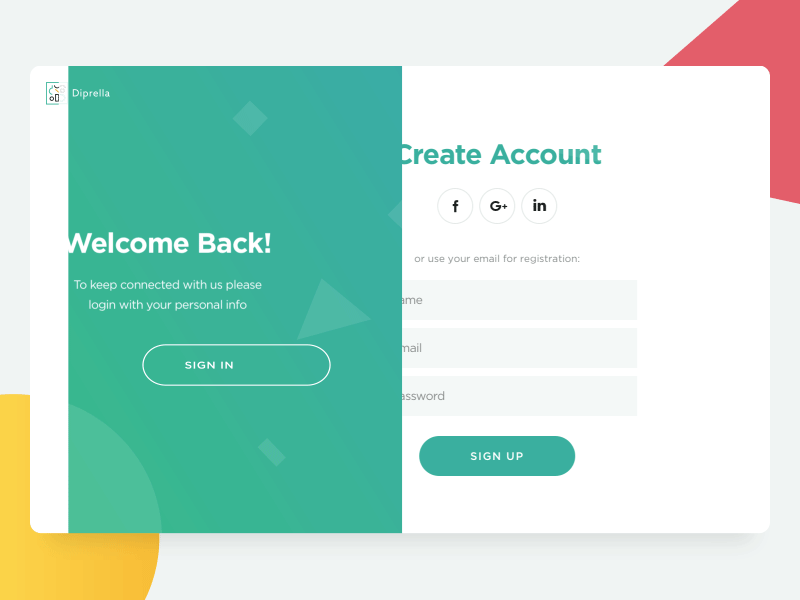 Diprella
Welcome Back!
To keep connected with us please
login with your personal info
SIGN IN
Create Account
f
G+
in
or use your email for registration:
ame
mail
assword
SIGN UP